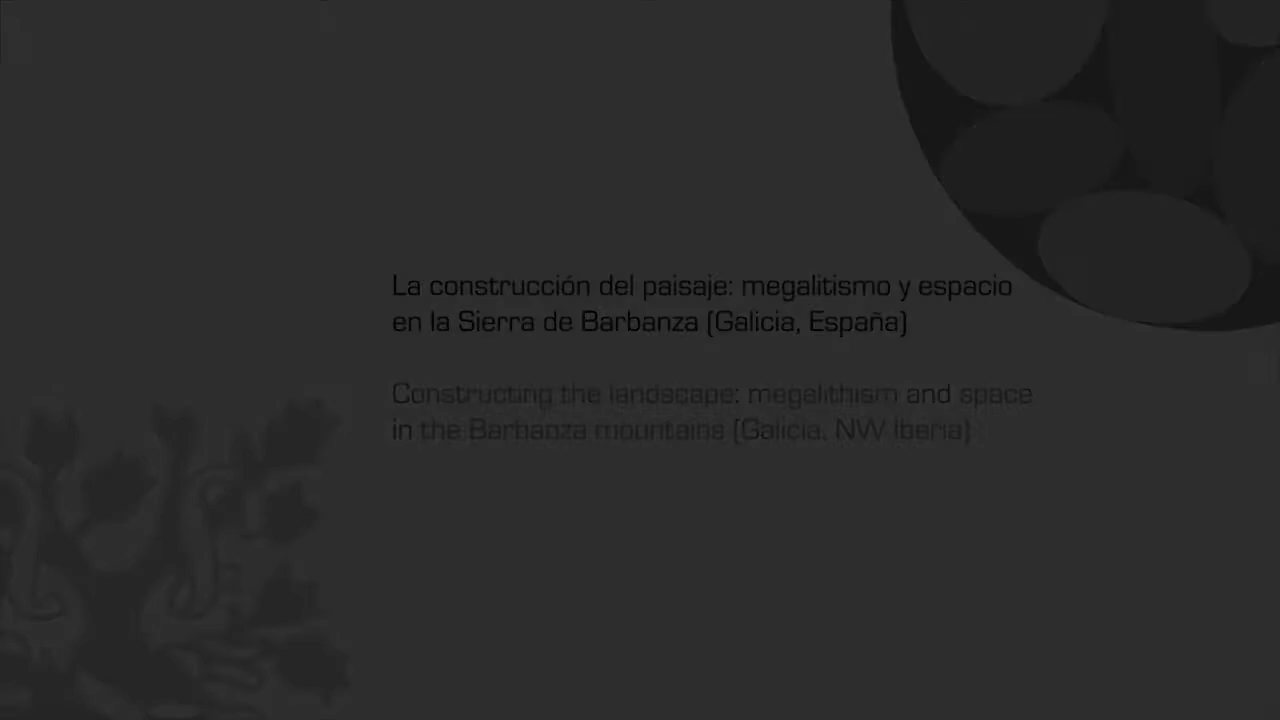 La construcción del paisaje: megalitismo y espacio
en la Sierra de Barbanza (Galicia, España)
Constructing the landscape: megalithism and space
in the Barbanza mountains (Galicia, NW Iberia)